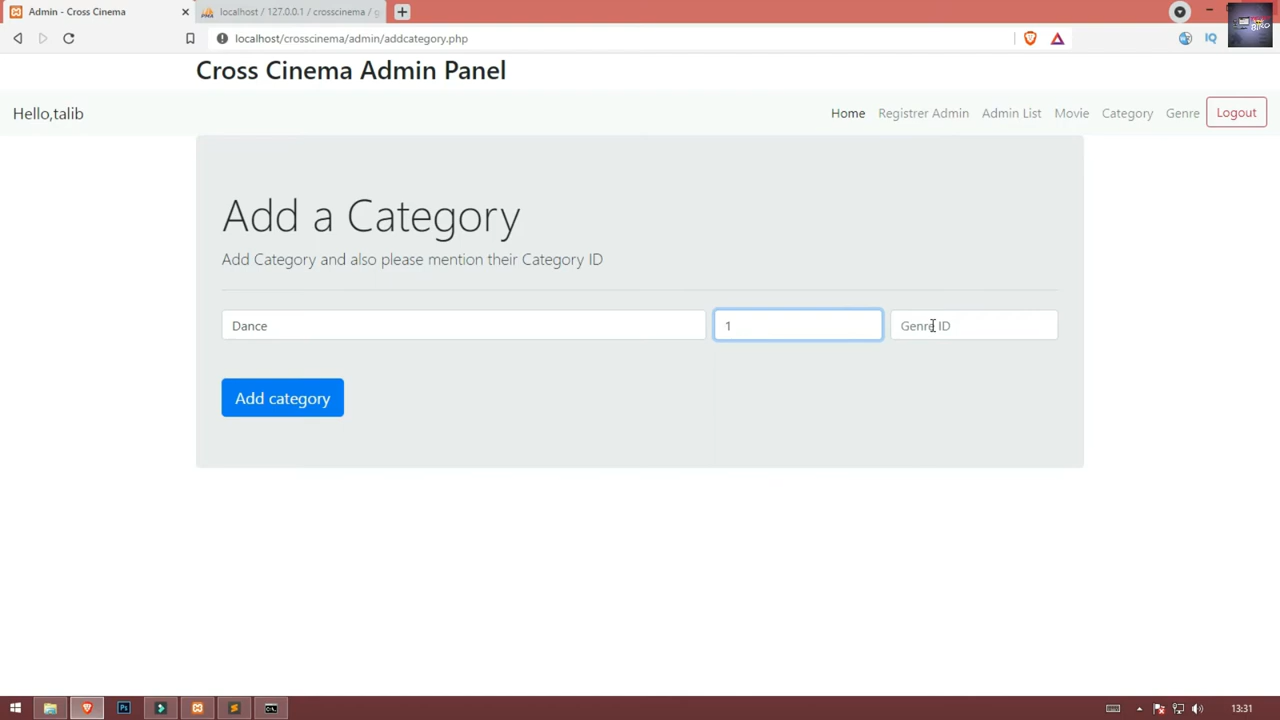 Admin - Cross Cinema
localhost / 127.0.0.1 / crosscinema / g
localhost/crosscinema/admin/addcategory.php
Cross Cinema Admin Panel
Hello,talib
Home Registrer Admin Admin List Movie Category Genre Logout
Add a Category
Add Category and also please mention their Category ID
Dance 1 Genre ID
Add category
13:31